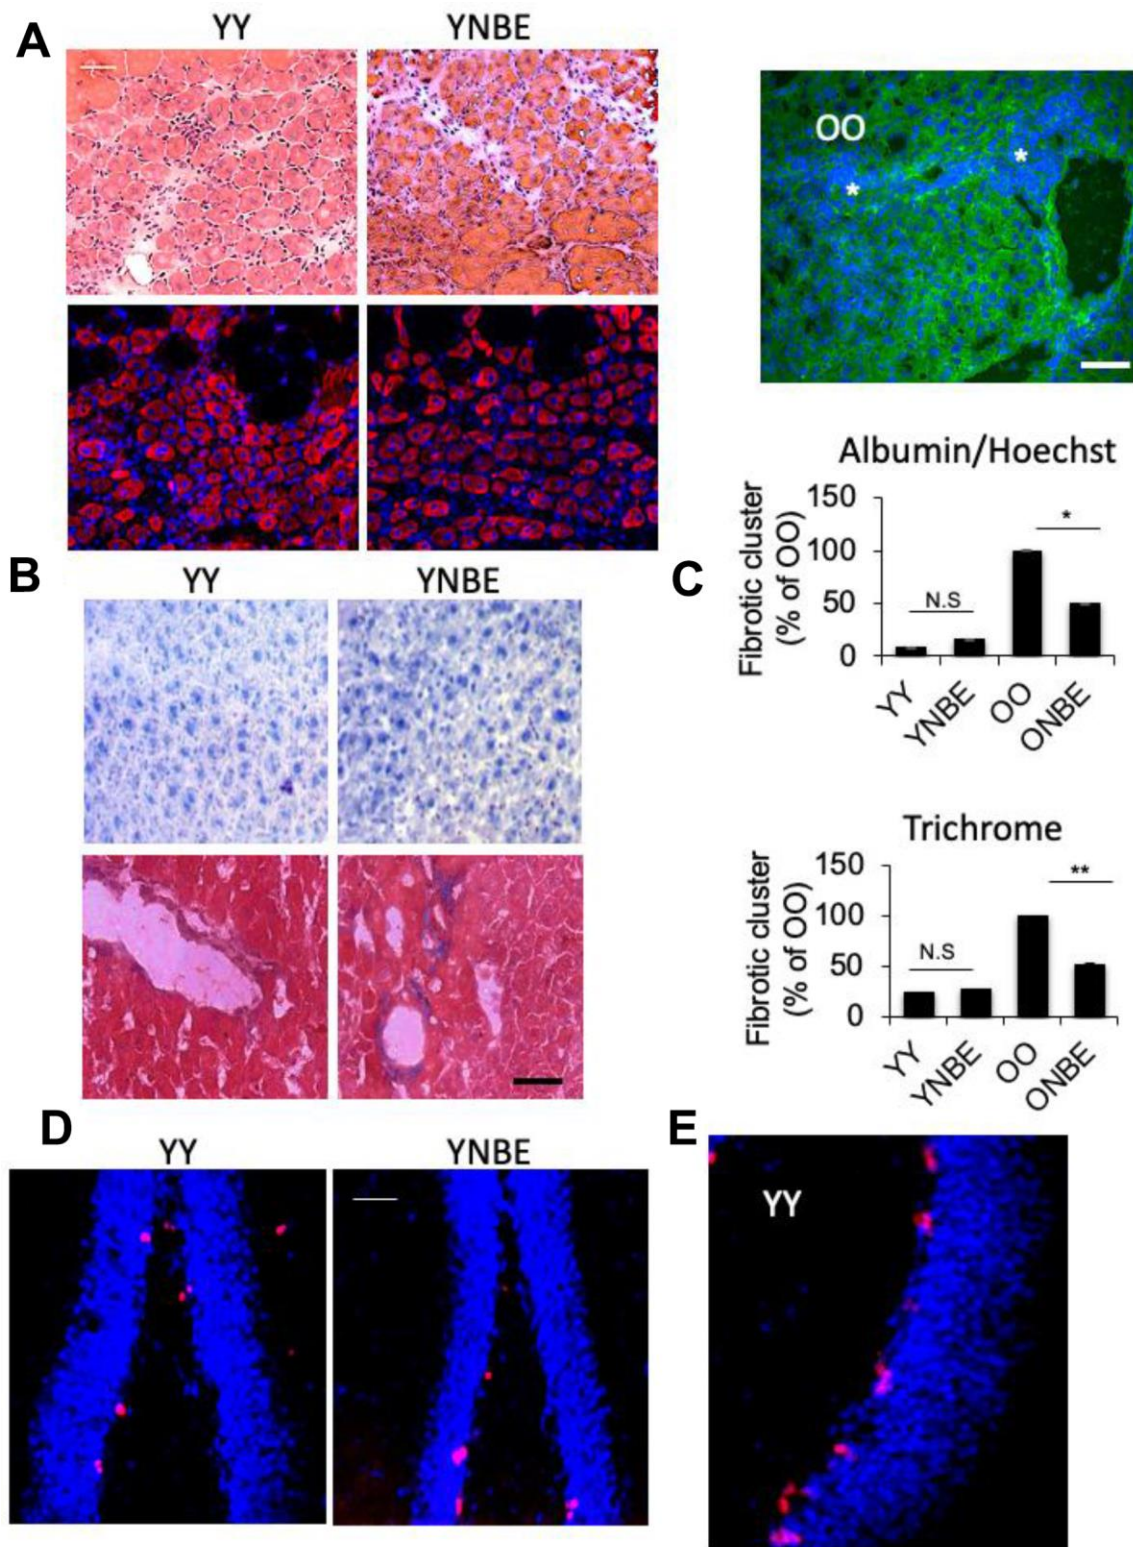 A
YY
YNBE
OO
*
*
B
YY
YNBE
C
Albumin/Hoechst
Fibrotic cluster
(% of OO)
150
100
50
0
N.S
*
YY
YNBE
OO
ONBE
Trichrome
Fibrotic cluster
(% of OO)
150
100
50
0
N.S
**
YY
YNBE
OO
ONBE
D
YY
YNBE
E
YY